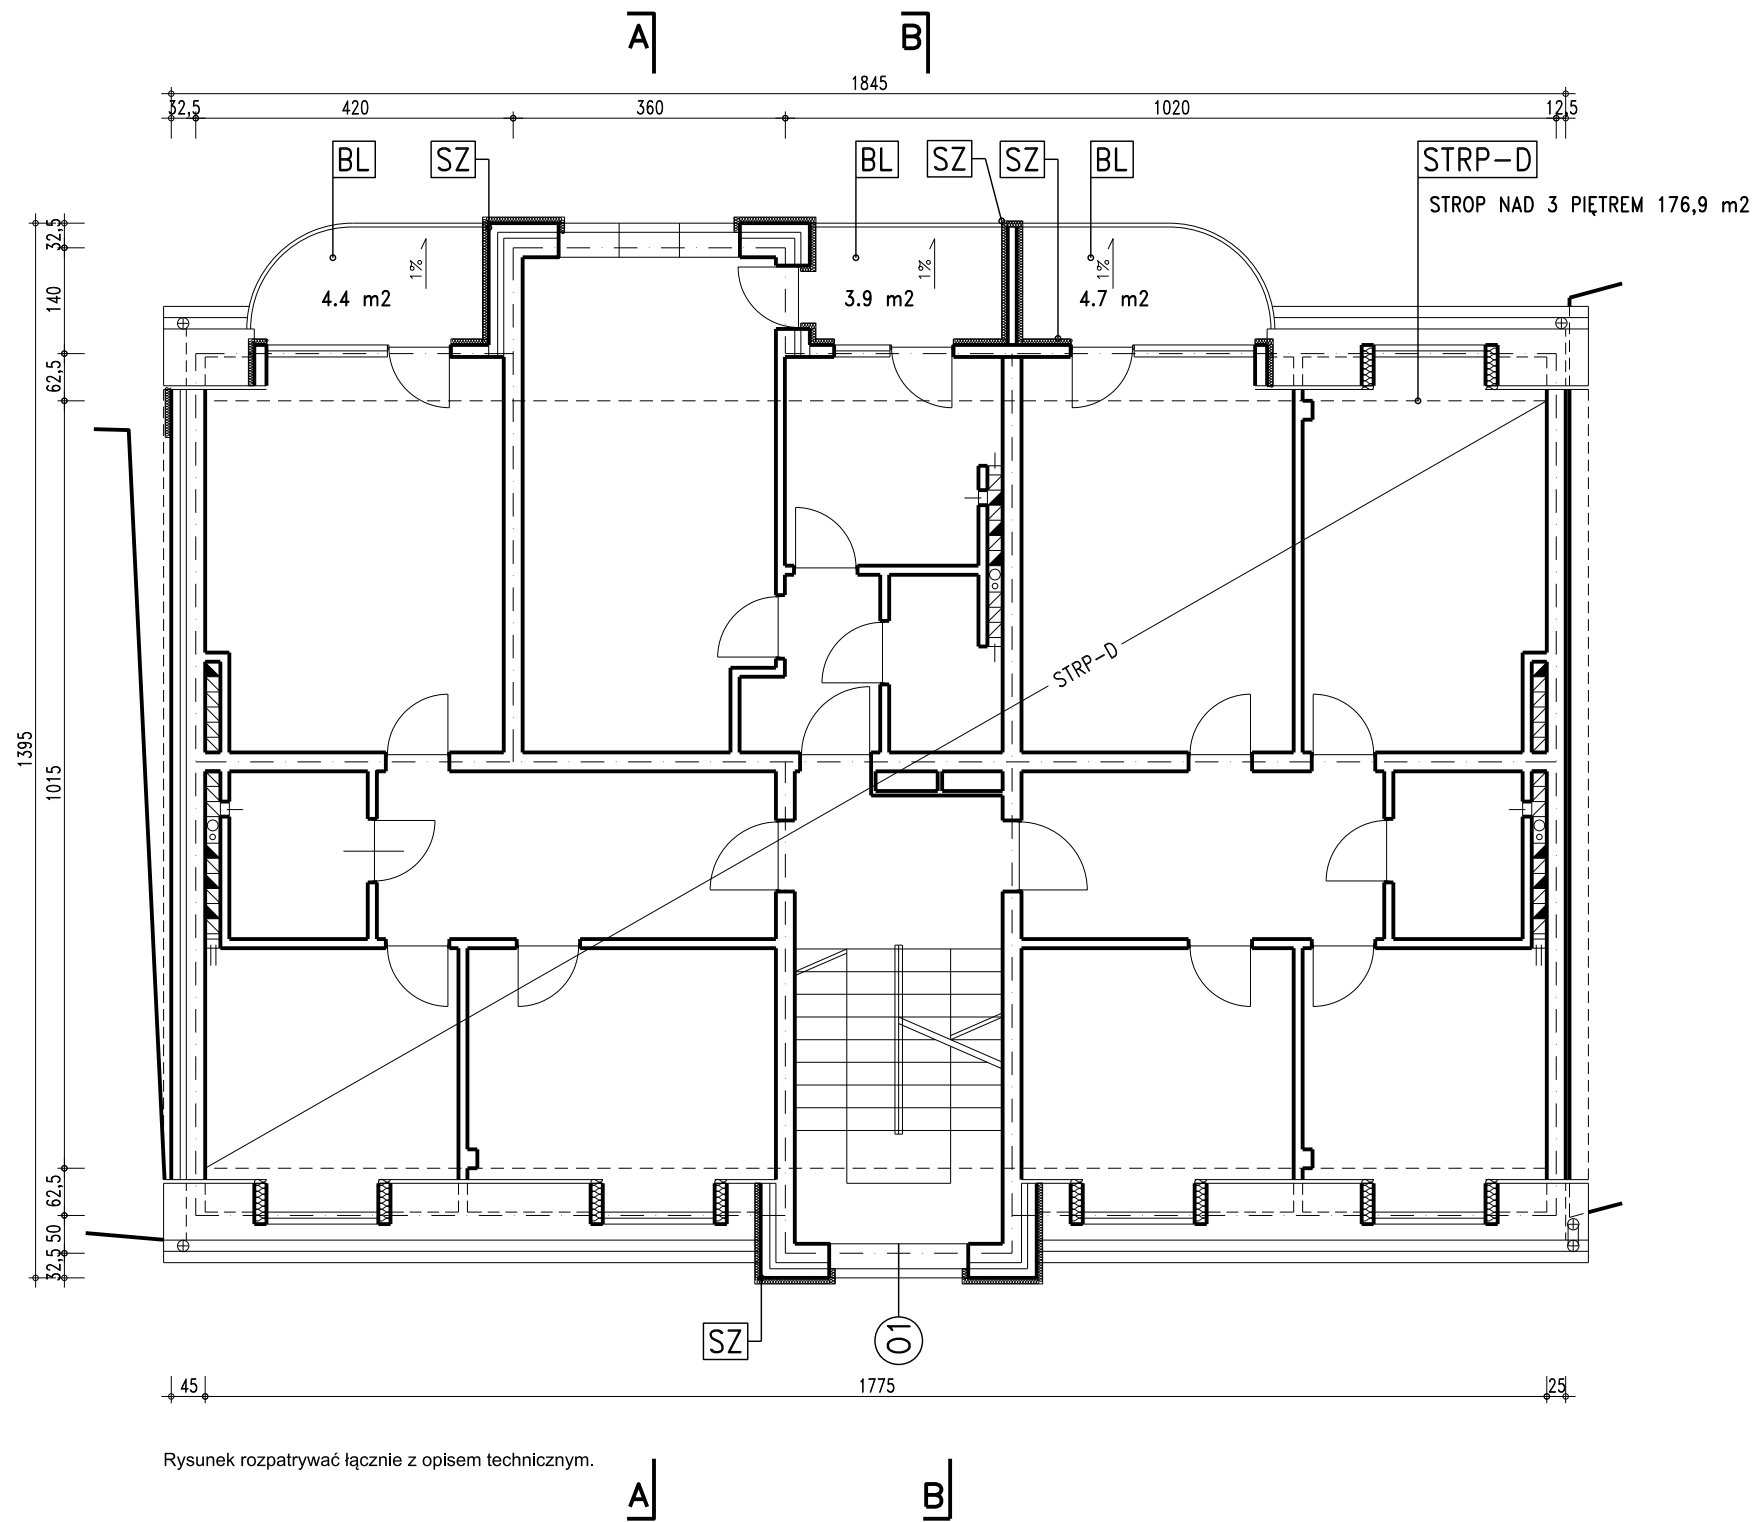 A
B
1845
32,5
420
360
1020
12,5
BL
SZ
BL
SZ
SZ
BL
STRP-D
STROP NAD 3 PIĘTREM 176,9 m2
32,5
140
62,5
1395
1015
62,5
50
32,5
1%
1%
1%
4.4 m2
3.9 m2
4.7 m2
STRP-D
SZ
01
45
1775
25
Rysunek rozpatrywać łącznie z opisem technicznym.
A
B